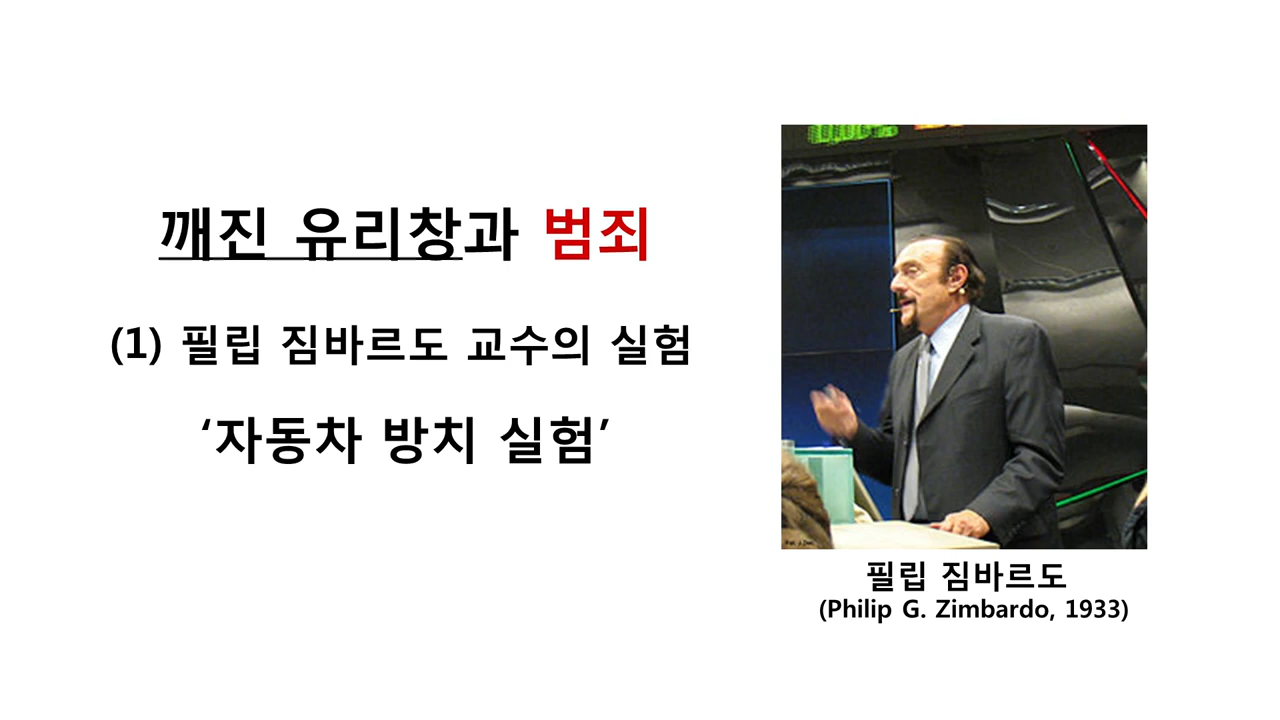 깨진 유리창과 범죄
(1) 필립 짐바르도 교수의 실험
‘자동차 방치 실험’
필립 짐바르도
(Philip G. Zimbardo, 1933)